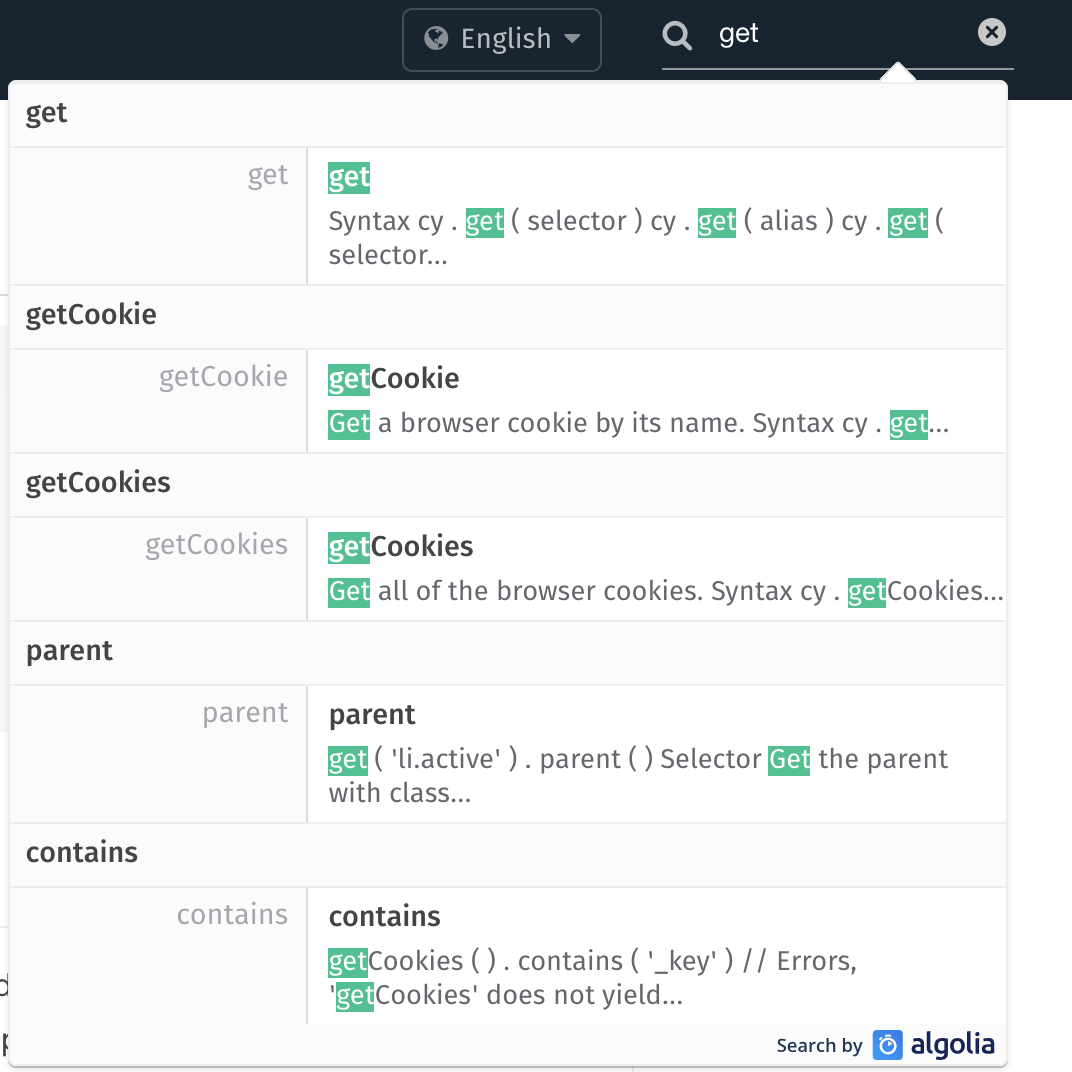 English
get
get
get
get
Syntax cy . get ( selector ) cy . get ( alias ) cy . get (
selector...
getCookie
getCookie
getCookie
Get a browser cookie by its name. Syntax cy . get...
getCookies
getCookies
getCookies
Get all of the browser cookies. Syntax cy . getCookies...
parent
parent
parent
get ( 'li.active' ) . parent ( ) Selector Get the parent
with class...
contains
contains
contains
getCookies ( ) . contains ( '_key' ) // Errors,
'getCookies' does not yield...
Search by algolia